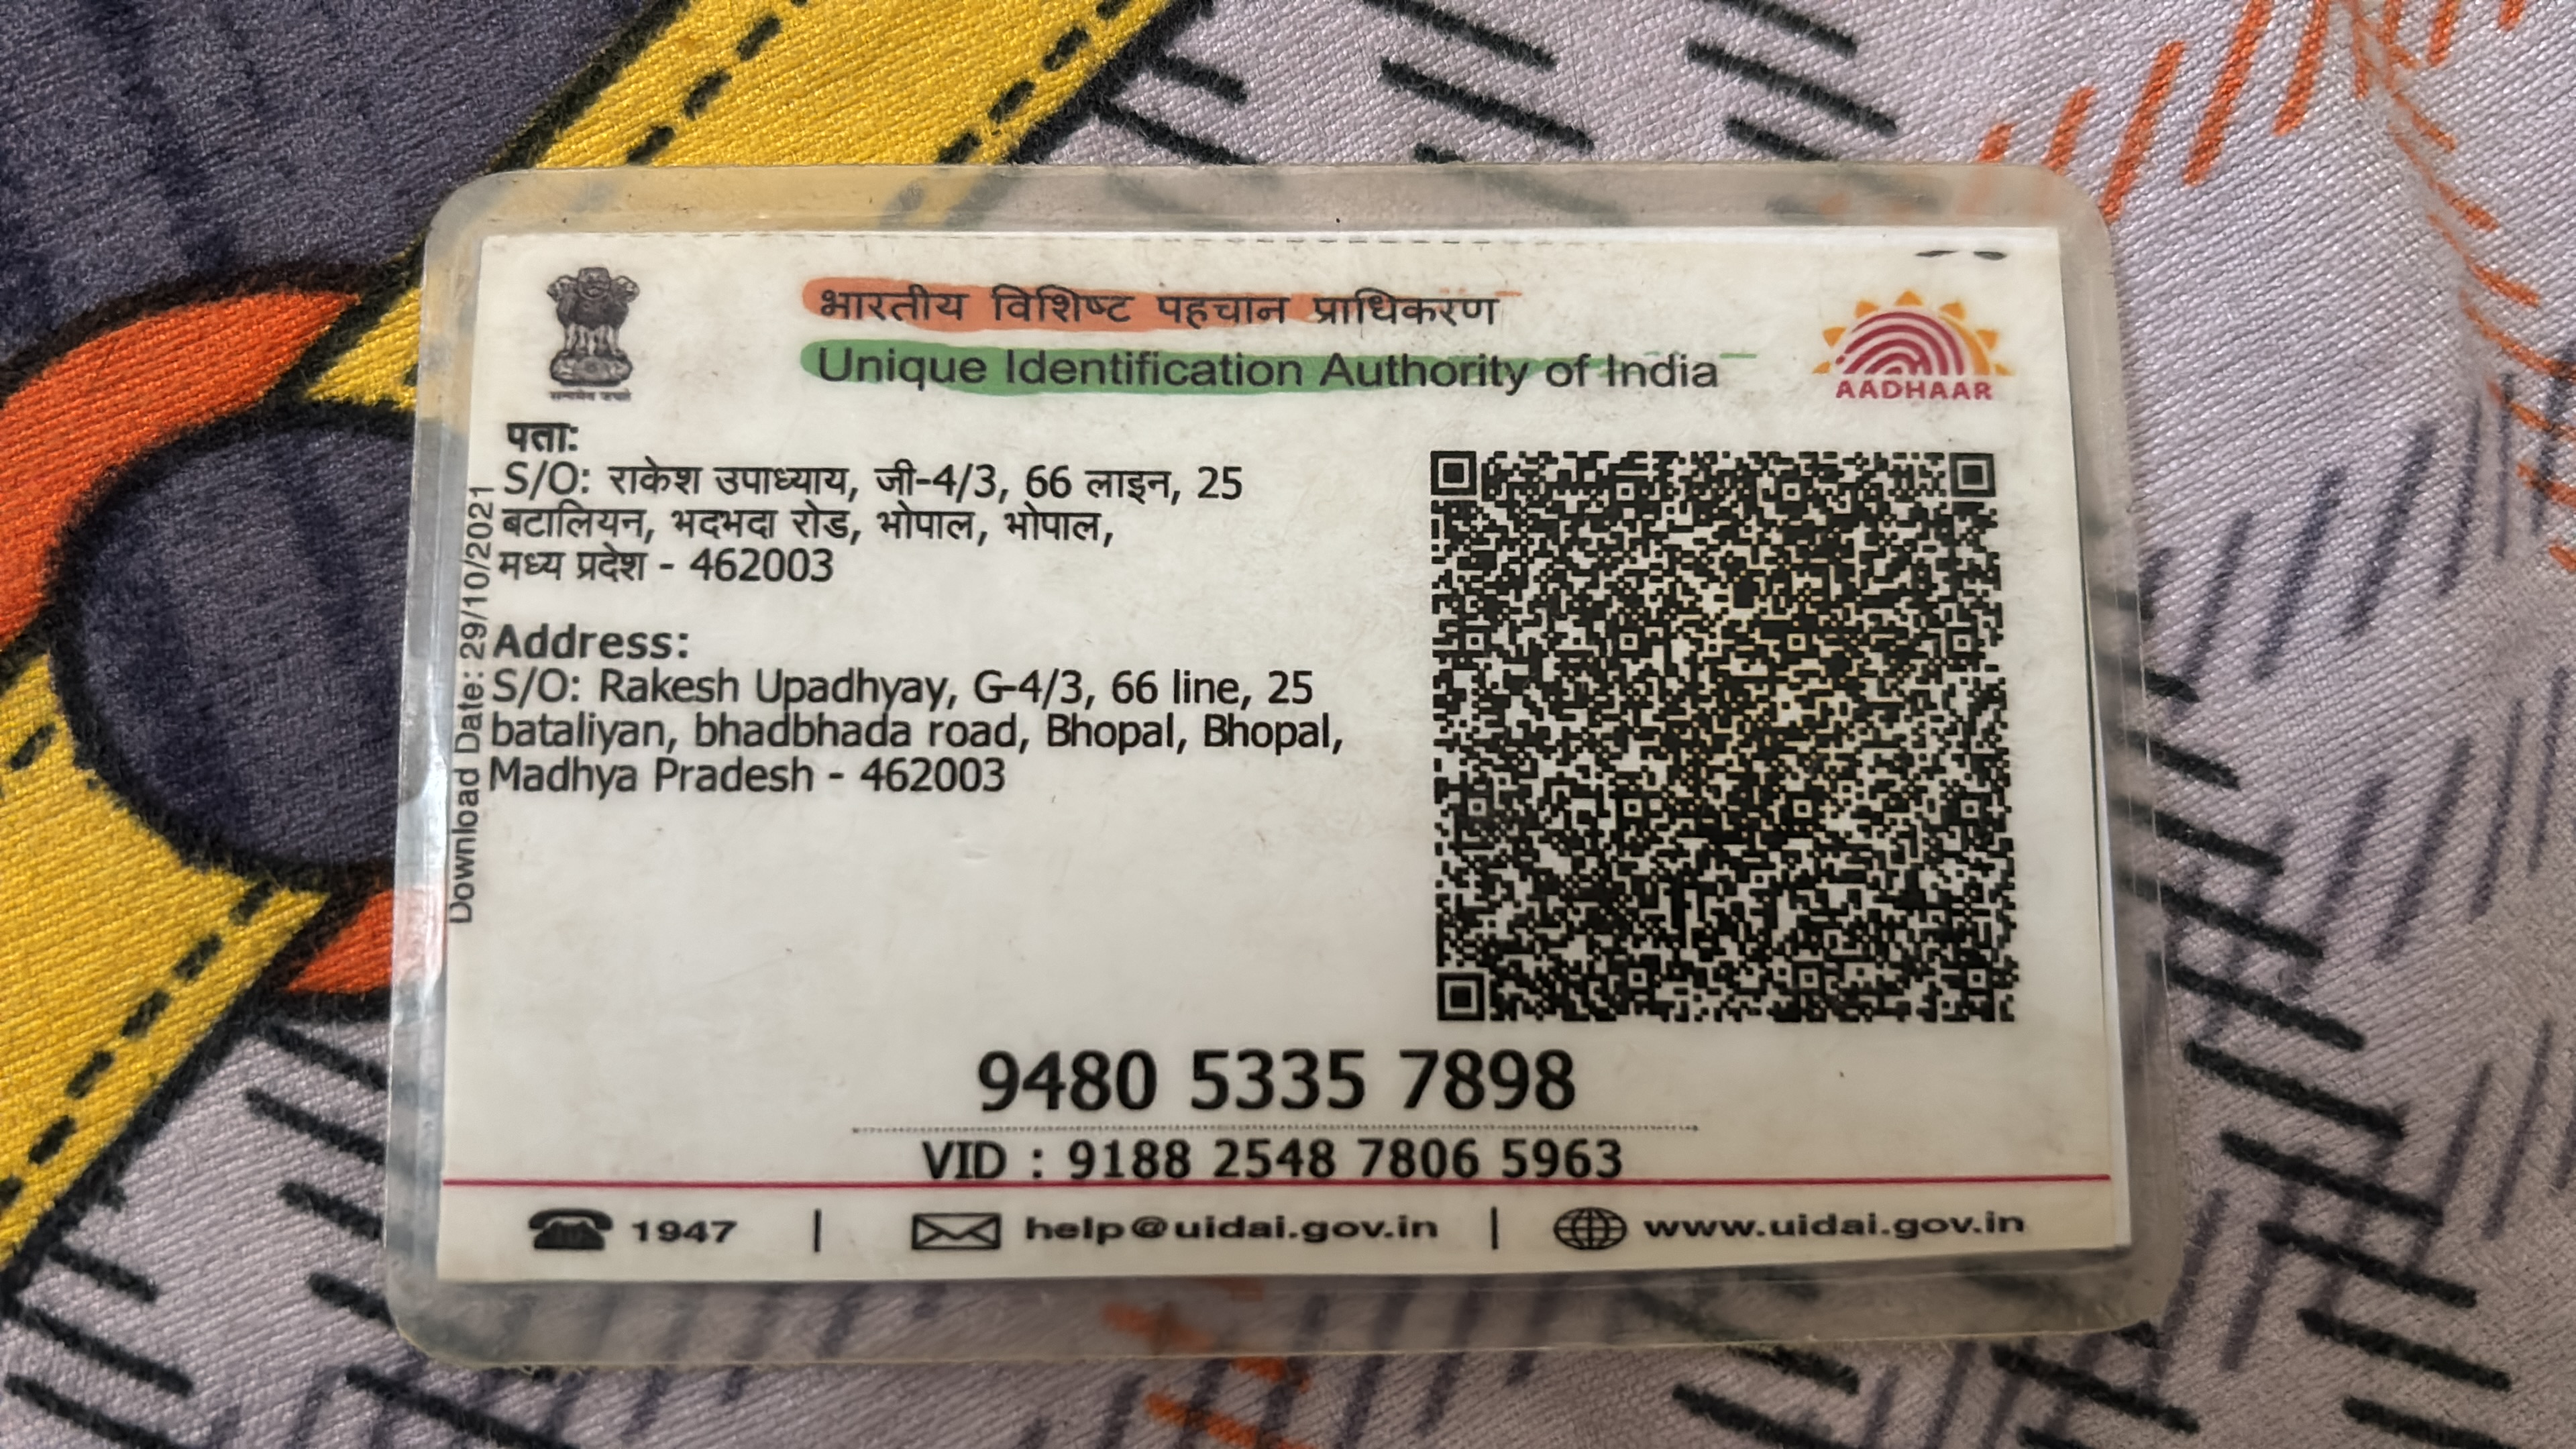 भारतीय विशिष्ट पहचान प्राधिकरण
Unique Identification Authority of India
सत्यमेव जयते
AADHAAR
पता:
S/O: राकेश उपाध्याय, जी-4/3, 66 लाइन, 25
बटालियन, भदभदा रोड, भोपाल, भोपाल,
मध्य प्रदेश - 462003
Address:
S/O: Rakesh Upadhyay, G-4/3, 66 line, 25
bataliyan, bhadbhada road, Bhopal, Bhopal,
Madhya Pradesh - 462003
Download Date: 29/10/2021
9480 5335 7898
VID : 9188 2548 7806 5963
1947 | help@uidai.gov.in | www.uidai.gov.in